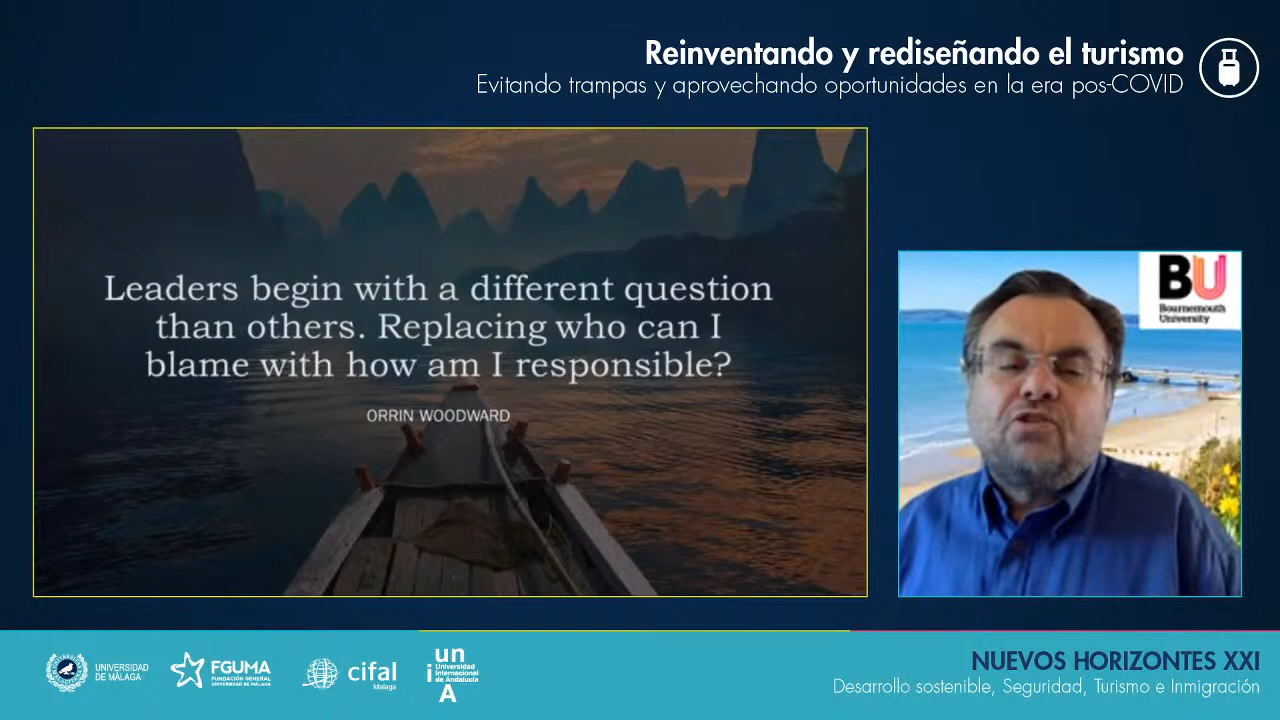 Reinventando y rediseñando el turismo
Evitando trampas y aprovechando oportunidades en la era pos-COVID
BU
Bournemouth
University
Leaders begin with a different question
than others. Replacing who can I
blame with how am I responsible?
ORRIN WOODWARD
UNIVERSIDAD
DE MÁLAGA
FGUMA
FUNDACIÓN GENERAL
UNIVERSIDAD DE MÁLAGA
cifal
Málaga
un
i
Universidad
Internacional
de Andalucía
A
NUEVOS HORIZONTES XXI
Desarrollo sostenible, Seguridad, Turismo e Inmigración